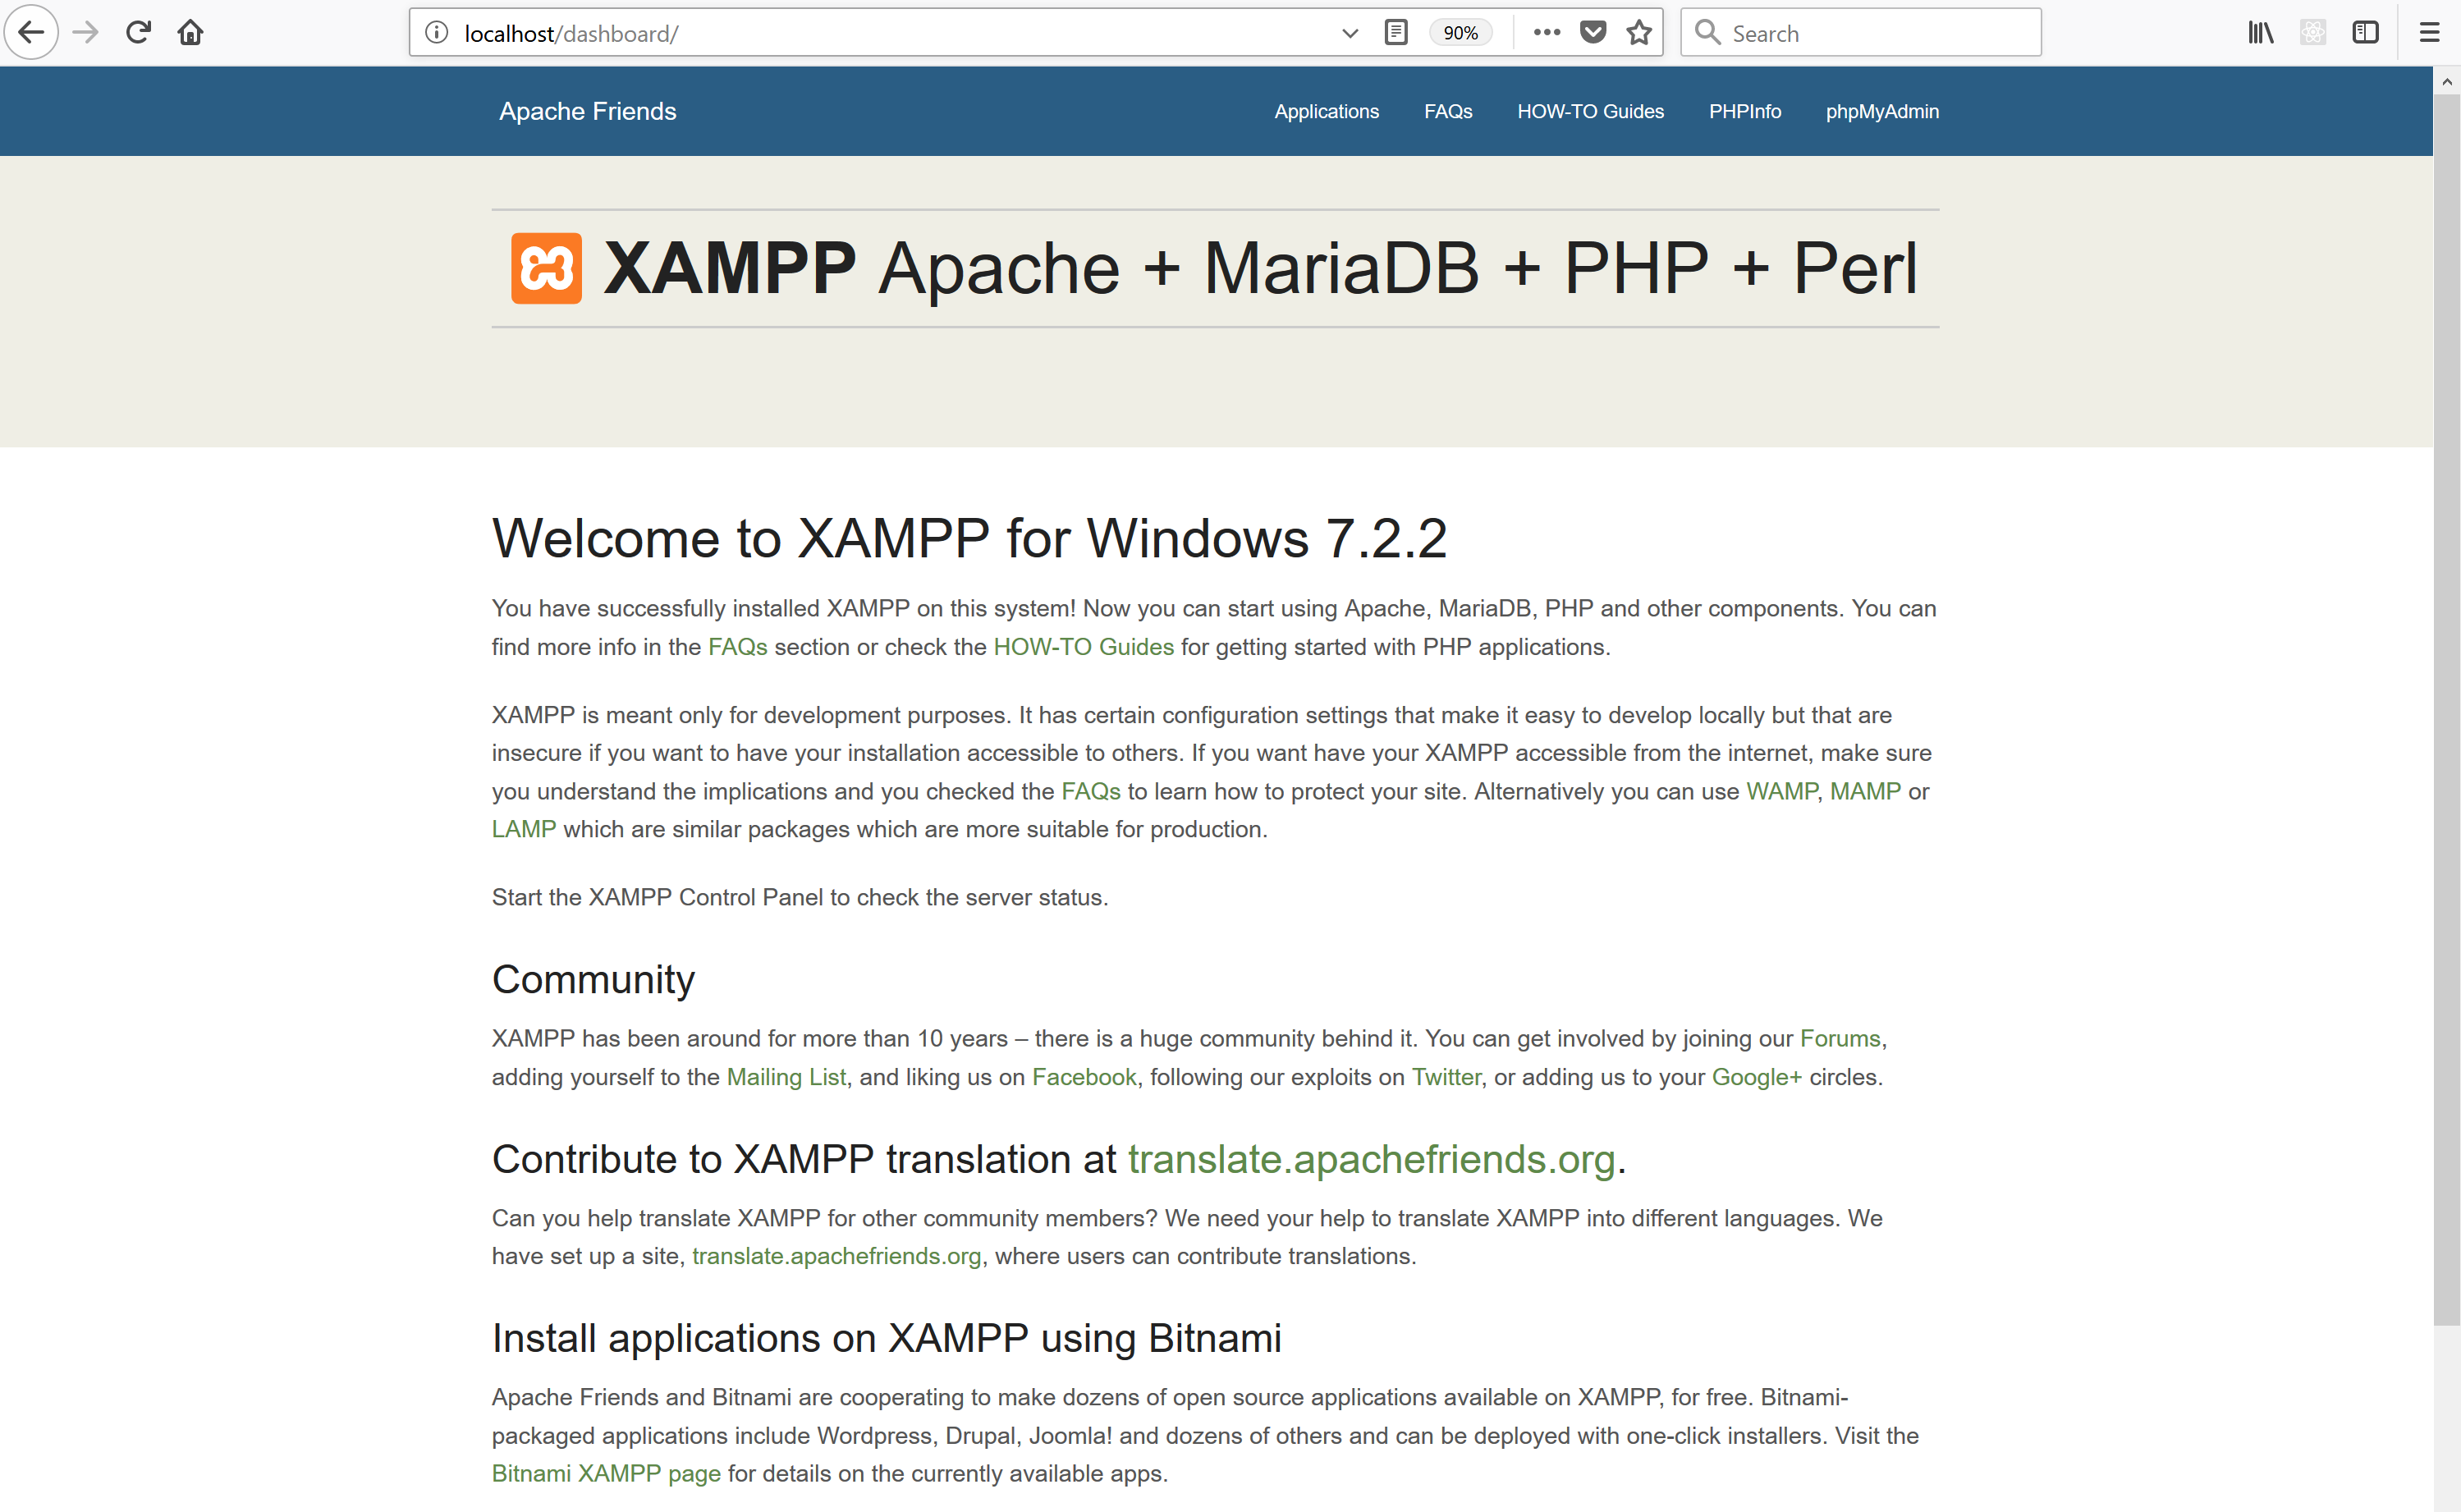 localhost/dashboard/
90%
Search
Apache Friends
Applications
FAQs
HOW-TO Guides
PHPInfo
phpMyAdmin
XAMPP Apache + MariaDB + PHP + Perl
Welcome to XAMPP for Windows 7.2.2
You have successfully installed XAMPP on this system! Now you can start using Apache, MariaDB, PHP and other components. You can
find more info in the FAQs section or check the HOW-TO Guides for getting started with PHP applications.
XAMPP is meant only for development purposes. It has certain configuration settings that make it easy to develop locally but that are
insecure if you want to have your installation accessible to others. If you want have your XAMPP accessible from the internet, make sure
you understand the implications and you checked the FAQs to learn how to protect your site. Alternatively you can use WAMP, MAMP or
LAMP which are similar packages which are more suitable for production.
Start the XAMPP Control Panel to check the server status.
Community
XAMPP has been around for more than 10 years – there is a huge community behind it. You can get involved by joining our Forums,
adding yourself to the Mailing List, and liking us on Facebook, following our exploits on Twitter, or adding us to your Google+ circles.
Contribute to XAMPP translation at translate.apachefriends.org.
Can you help translate XAMPP for other community members? We need your help to translate XAMPP into different languages. We
have set up a site, translate.apachefriends.org, where users can contribute translations.
Install applications on XAMPP using Bitnami
Apache Friends and Bitnami are cooperating to make dozens of open source applications available on XAMPP, for free. Bitnami-
packaged applications include Wordpress, Drupal, Joomla! and dozens of others and can be deployed with one-click installers. Visit the
Bitnami XAMPP page for details on the currently available apps.